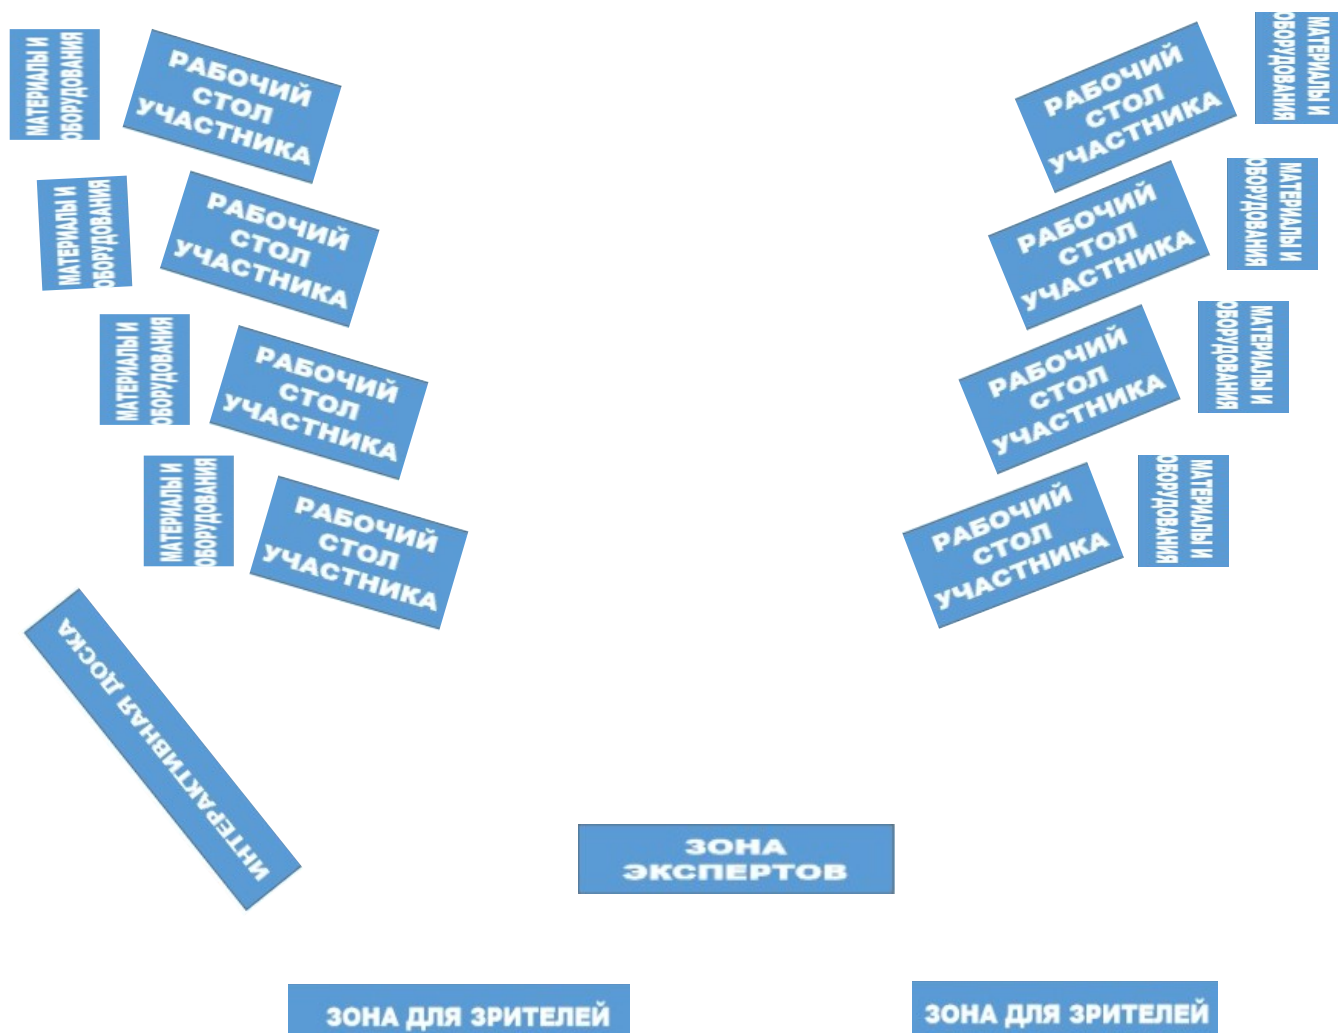 МАТЕРИАЛЫ И
ОБОРУДОВАНИЯ
РАБОЧИЙ
СТОЛ
УЧАСТНИКА
РАБОЧИЙ
СТОЛ
УЧАСТНИКА
МАТЕРИАЛЫ И
ОБОРУДОВАНИЯ
МАТЕРИАЛЫ И
ОБОРУДОВАНИЯ
РАБОЧИЙ
СТОЛ
УЧАСТНИКА
РАБОЧИЙ
СТОЛ
УЧАСТНИКА
МАТЕРИАЛЫ И
ОБОРУДОВАНИЯ
МАТЕРИАЛЫ И
ОБОРУДОВАНИЯ
РАБОЧИЙ
СТОЛ
УЧАСТНИКА
РАБОЧИЙ
СТОЛ
УЧАСТНИКА
МАТЕРИАЛЫ И
ОБОРУДОВАНИЯ
МАТЕРИАЛЫ И
ОБОРУДОВАНИЯ
РАБОЧИЙ
СТОЛ
УЧАСТНИКА
РАБОЧИЙ
СТОЛ
УЧАСТНИКА
МАТЕРИАЛЫ И
ОБОРУДОВАНИЯ
ИНТЕРАКТИВНАЯ ДОСКА
ЗОНА
ЭКСПЕРТОВ
ЗОНА ДЛЯ ЗРИТЕЛЕЙ
ЗОНА ДЛЯ ЗРИТЕЛЕЙ